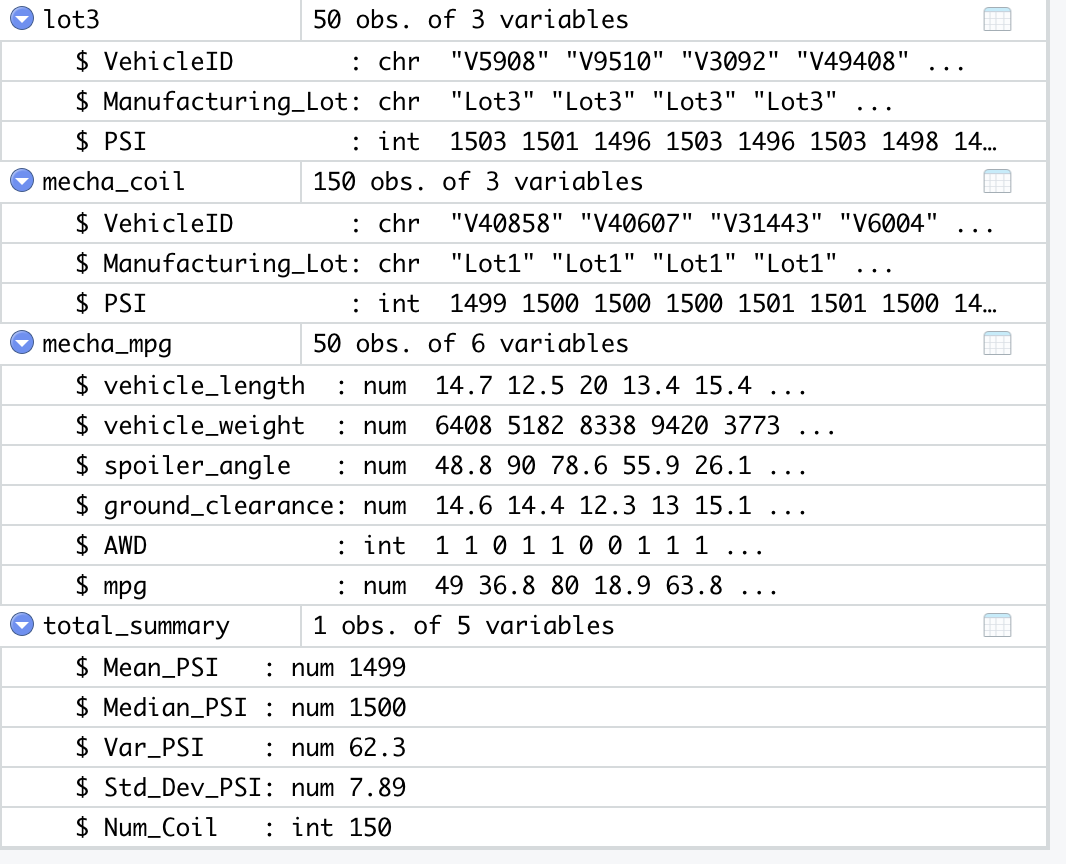 lot3 50 obs. of 3 variables
$ VehicleID : chr "V5908" "V9510" "V3092" "V49408" ...
$ Manufacturing_Lot: chr "Lot3" "Lot3" "Lot3" "Lot3" ...
$ PSI : int 1503 1501 1496 1503 1496 1503 1498 14…
mecha_coil 150 obs. of 3 variables
$ VehicleID : chr "V40858" "V40607" "V31443" "V6004" ...
$ Manufacturing_Lot: chr "Lot1" "Lot1" "Lot1" "Lot1" ...
$ PSI : int 1499 1500 1500 1500 1501 1501 1500 14…
mecha_mpg 50 obs. of 6 variables
$ vehicle_length : num 14.7 12.5 20 13.4 15.4 ...
$ vehicle_weight : num 6408 5182 8338 9420 3773 ...
$ spoiler_angle : num 48.8 90 78.6 55.9 26.1 ...
$ ground_clearance: num 14.6 14.4 12.3 13 15.1 ...
$ AWD : int 1 1 0 1 1 0 0 1 1 1 ...
$ mpg : num 49 36.8 80 18.9 63.8 ...
total_summary 1 obs. of 5 variables
$ Mean_PSI : num 1499
$ Median_PSI : num 1500
$ Var_PSI : num 62.3
$ Std_Dev_PSI: num 7.89
$ Num_Coil : int 150